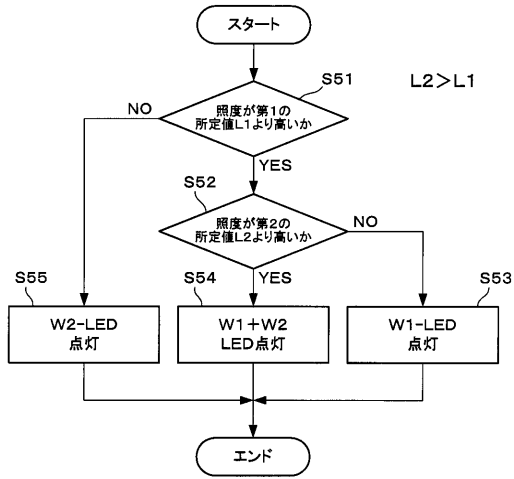 スタート
S51
L2>L1
照度が第1の
所定値L1より高いか
NO
YES
S52
照度が第2の
所定値L2より高いか
NO
YES
S55
W2-LED
点灯
S54
W1+W2
LED点灯
S53
W1-LED
点灯
エンド